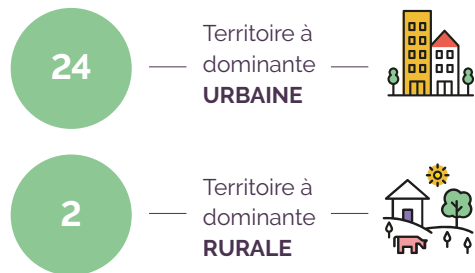 24
Territoire à
dominante
URBAINE
2
Territoire à
dominante
RURALE